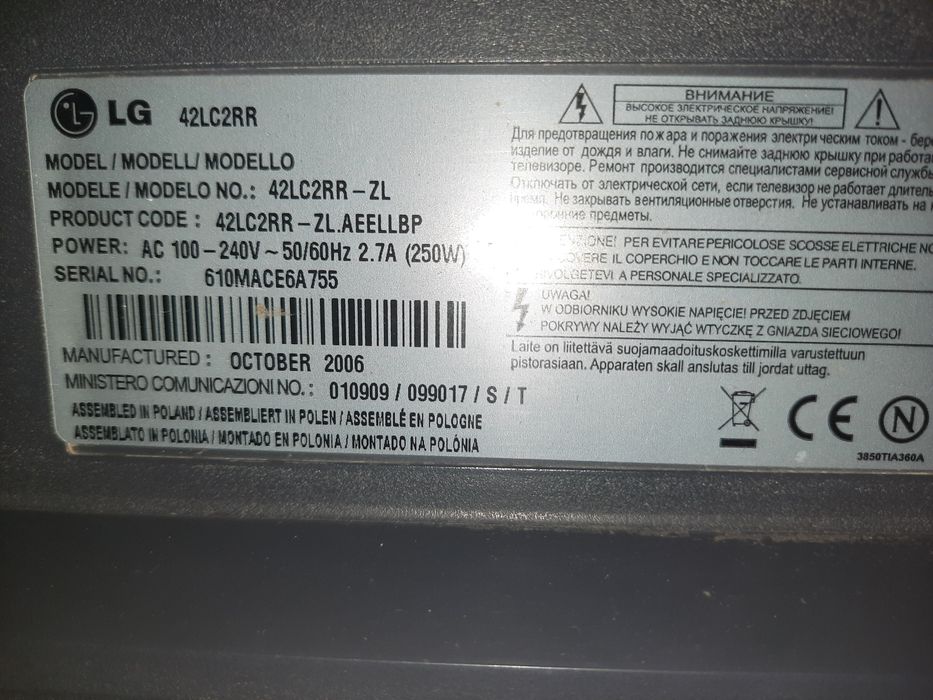 LG 42LC2RR
MODEL / MODELL/ MODELLO
MODELE / MODELO NO.: 42LC2RR-ZL
PRODUCT CODE : 42LC2RR-ZL.AEELLBP
POWER: AC 100-240V~50/60Hz 2.7A (250W)
SERIAL NO.: 610MACE6A755
MANUFACTURED : OCTOBER 2006
MINISTERO COMUNICAZIONI NO.: 010909 / 099017 / S / T
ASSEMBLED IN POLAND / ASSEMBLIERT IN POLEN / ASSEMBLÉ EN POLOGNE
ASSEMBLATO IN POLONIA / MONTADO EN POLONIA / MONTADO NA POLÓNIA
ВНИМАНИЕ
ВЫСОКОЕ ЭЛЕКТРИЧЕСКОЕ НАПРЯЖЕНИЕ!
НЕ ОТКРЫВАТЬ ЗАДНЮЮ КРЫШКУ!
Для предотвращения пожара и поражения электрическим током - бере
изделие от дождя и влаги. Не снимайте заднюю крышку при работа
телевизоре. Ремонт производится специалистами сервисной службы
Отключать от электрической сети, если телевизор не работает длитель
время. Не закрывать вентиляционные отверстия. Не устанавливать на
предметы.
PER EVITARE PERICOLOSE SCOSSE ELETTRICHE NO
IL COPERCHIO E NON TOCCARE LE PARTI INTERNE.
A PERSONALE SPECIALIZZATO.
UWAGA!
W ODBIORNIKU WYSOKIE NAPIĘCIE! PRZED ZDJĘCIEM
POKRYWY NALEŻY WYJĄĆ WTYCZKĘ Z GNIAZDA SIECIOWEGO!
Laite on liitettävä suojamaadoituskoskettimilla varustettuun
pistorasiaan. Apparaten skall anslutas till jordat uttag.
CE N
3850TIA360A